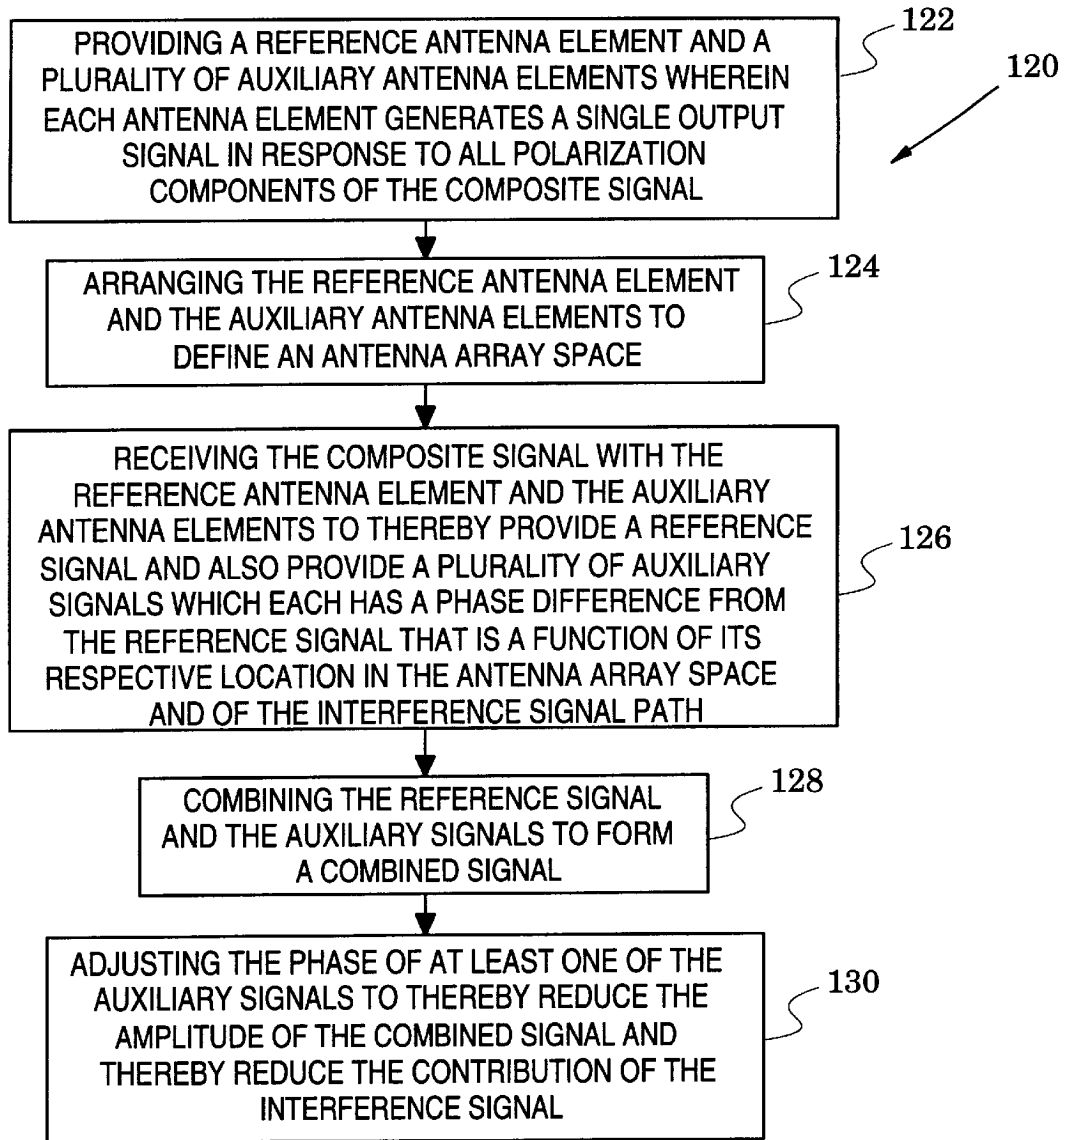 122
PROVIDING A REFERENCE ANTENNA ELEMENT AND A
PLURALITY OF AUXILIARY ANTENNA ELEMENTS WHEREIN
EACH ANTENNA ELEMENT GENERATES A SINGLE OUTPUT
SIGNAL IN RESPONSE TO ALL POLARIZATION
COMPONENTS OF THE COMPOSITE SIGNAL
120
124
ARRANGING THE REFERENCE ANTENNA ELEMENT
AND THE AUXILIARY ANTENNA ELEMENTS TO
DEFINE AN ANTENNA ARRAY SPACE
RECEIVING THE COMPOSITE SIGNAL WITH THE
REFERENCE ANTENNA ELEMENT AND THE AUXILIARY
ANTENNA ELEMENTS TO THEREBY PROVIDE A REFERENCE
SIGNAL AND ALSO PROVIDE A PLURALITY OF AUXILIARY
SIGNALS WHICH EACH HAS A PHASE DIFFERENCE FROM
THE REFERENCE SIGNAL THAT IS A FUNCTION OF ITS
RESPECTIVE LOCATION IN THE ANTENNA ARRAY SPACE
AND OF THE INTERFERENCE SIGNAL PATH
126
128
COMBINING THE REFERENCE SIGNAL
AND THE AUXILIARY SIGNALS TO FORM
A COMBINED SIGNAL
ADJUSTING THE PHASE OF AT LEAST ONE OF THE
AUXILIARY SIGNALS TO THEREBY REDUCE THE
AMPLITUDE OF THE COMBINED SIGNAL AND
THEREBY REDUCE THE CONTRIBUTION OF THE
INTERFERENCE SIGNAL
130